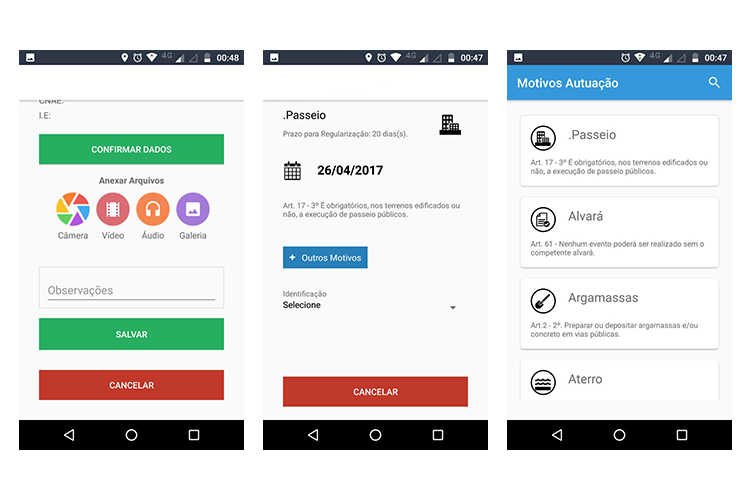 4G 00:48
CNAE:
I.E:
CONFIRMAR DADOS
Anexar Arquivos
Câmera Vídeo Áudio Galeria
Observações
SALVAR
CANCELAR
4G 00:47
.Passeio
Prazo para Regularização: 20 dias(s).
26/04/2017
Art. 17 - 3º É obrigatórios, nos terrenos edificados ou
não, a execução de passeio públicos.
+ Outros Motivos
Identificação
Selecione
CANCELAR
4G 00:47
Motivos Autuação
.Passeio
Art. 17 - 3º É obrigatórios, nos terrenos edificados ou
não, a execução de passeio públicos.
Alvará
Art. 61 - Nenhum evento poderá ser realizado sem o
competente alvará.
Argamassas
Art.2 - 2º. Preparar ou depositar argamassas e/ou
concreto em vias públicas.
Aterro